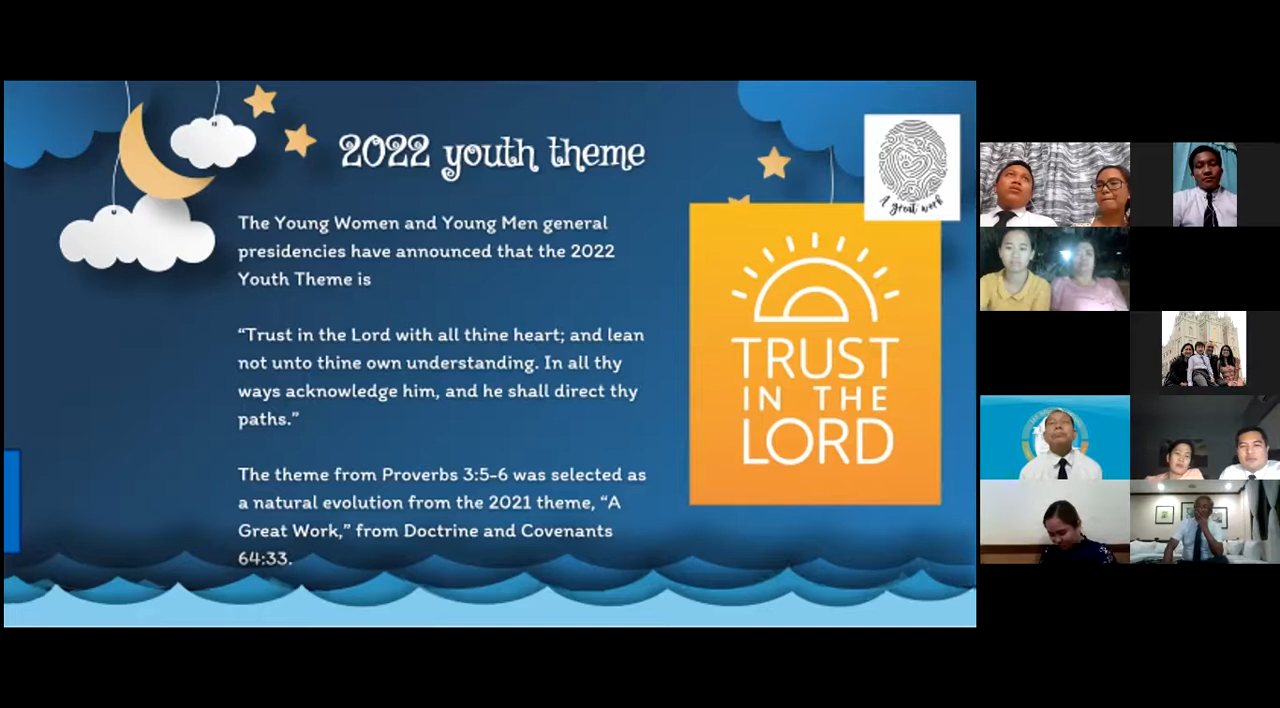 2022 youth theme
The Young Women and Young Men general
presidencies have announced that the 2022
Youth Theme is
“Trust in the Lord with all thine heart; and lean
not unto thine own understanding. In all thy
ways acknowledge him, and he shall direct thy
paths.”
The theme from Proverbs 3:5-6 was selected as
a natural evolution from the 2021 theme, “A
Great Work,” from Doctrine and Covenants
64:33.
A great work
TRUST
IN THE
LORD